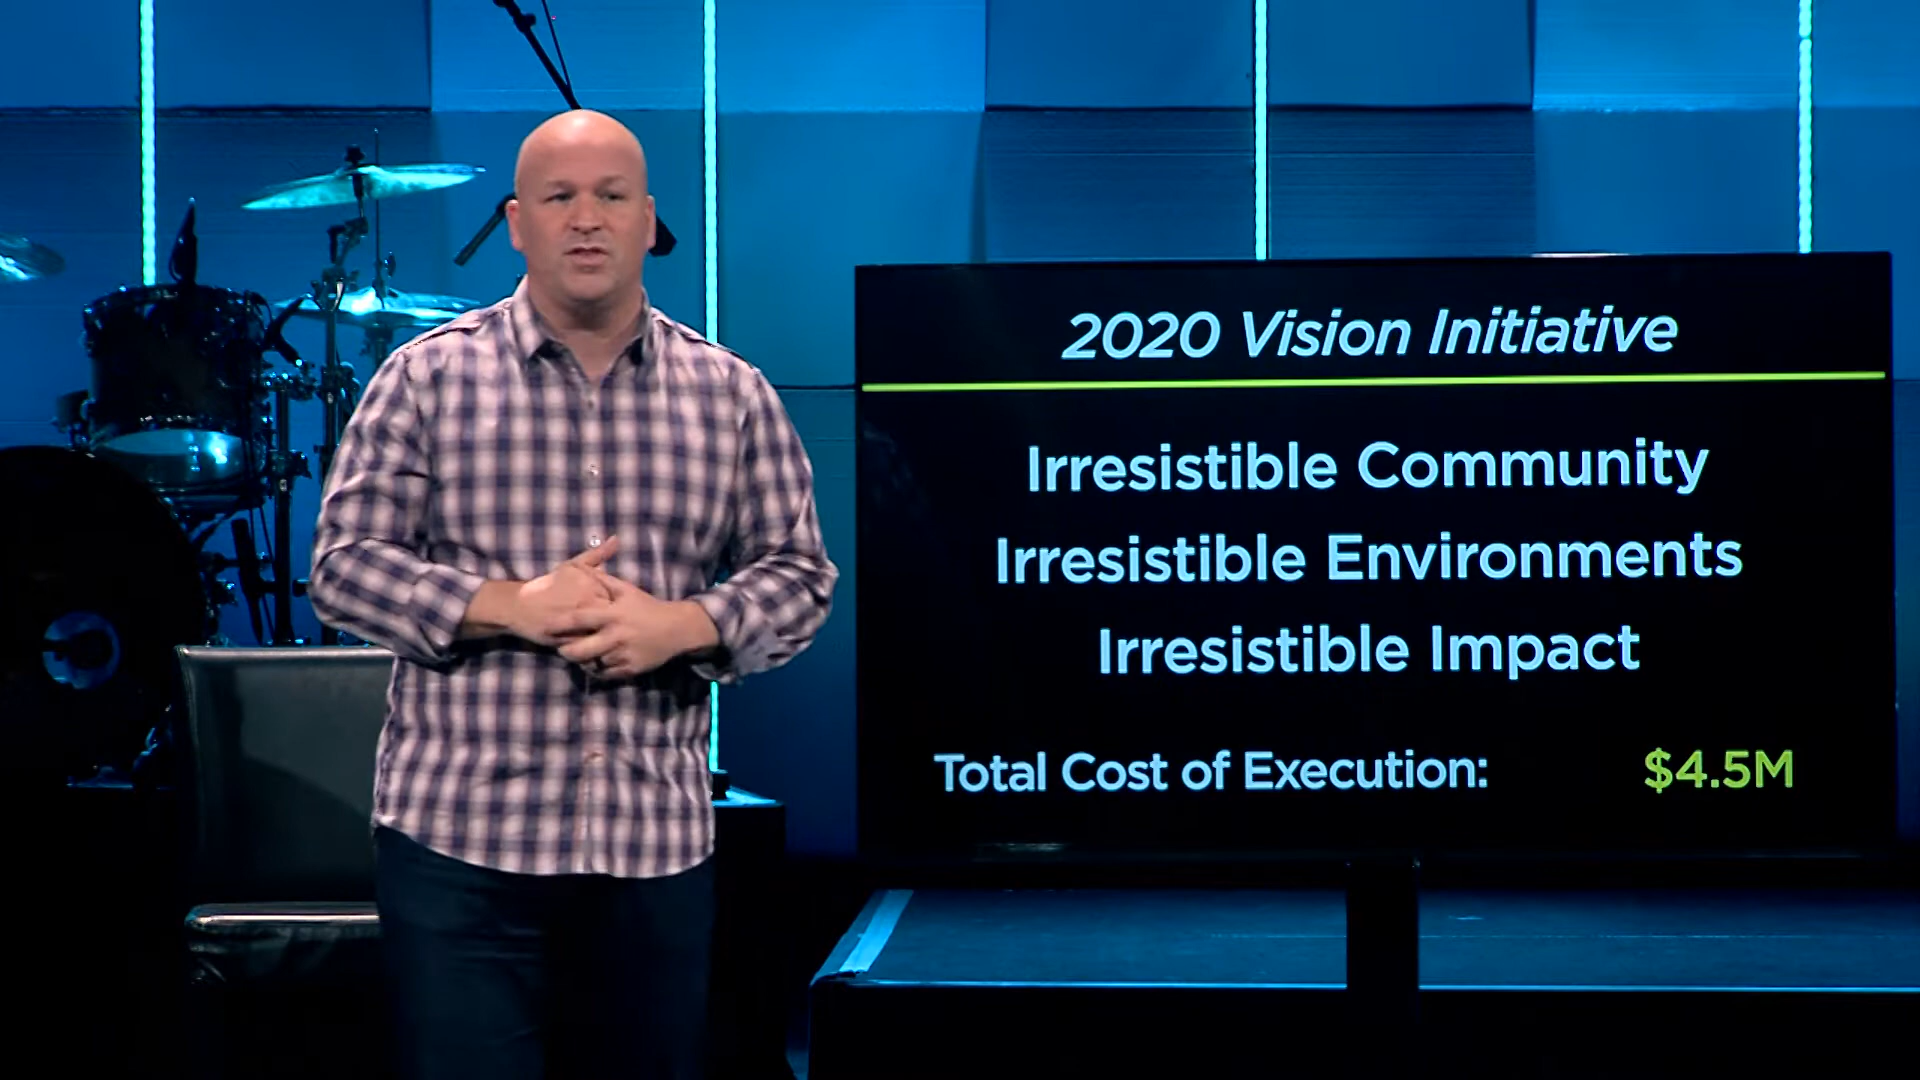 2020 Vision Initiative
Irresistible Community
Irresistible Environments
Irresistible Impact
Total Cost of Execution: $4.5M